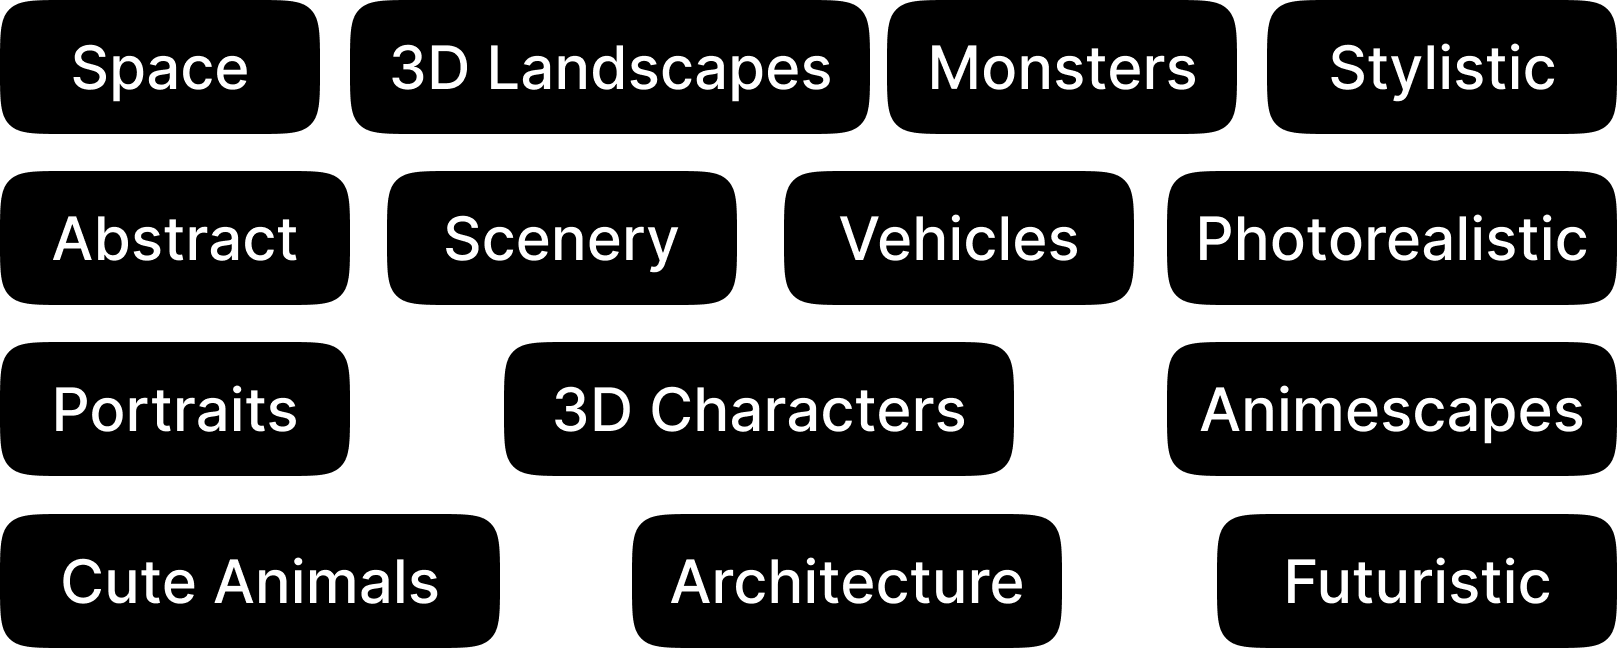 Space 3D Landscapes Monsters Stylistic
Abstract Scenery Vehicles Photorealistic
Portraits 3D Characters Animescapes
Cute Animals Architecture Futuristic